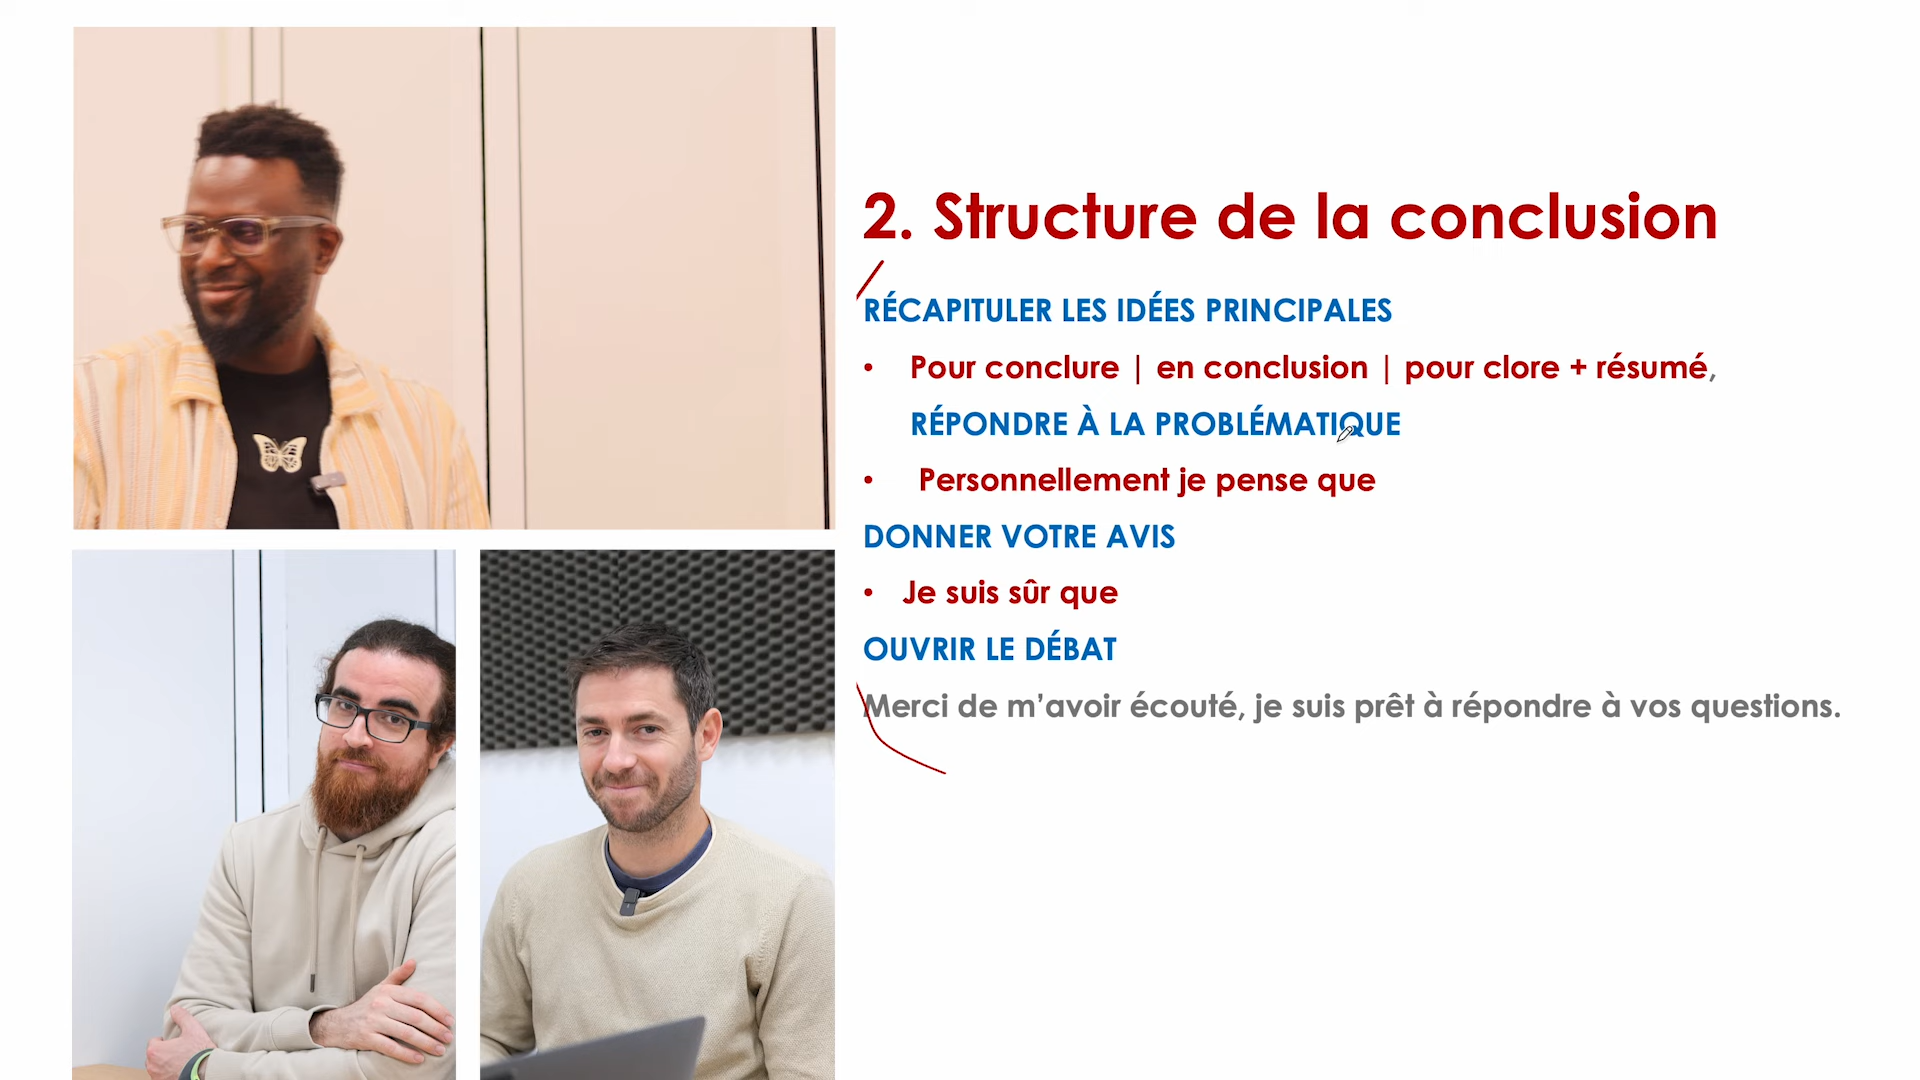 2. Structure de la conclusion
RÉCAPITULER LES IDÉES PRINCIPALES
• Pour conclure | en conclusion | pour clore + résumé,
RÉPONDRE À LA PROBLÉMATIQUE
• Personnellement je pense que
DONNER VOTRE AVIS
• Je suis sûr que
OUVRIR LE DÉBAT
Merci de m’avoir écouté, je suis prêt à répondre à vos questions.